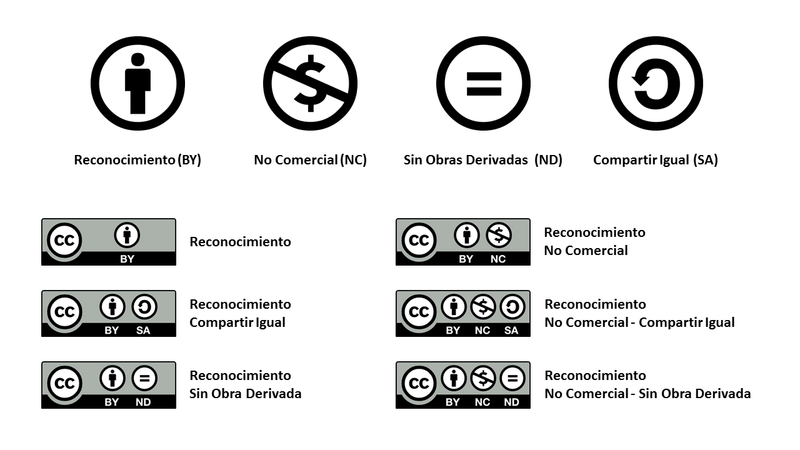 Reconocimiento (BY)
No Comercial (NC)
Sin Obras Derivadas (ND)
Compartir Igual (SA)
cc
BY
Reconocimiento
cc
BY NC
Reconocimiento
No Comercial
cc
BY SA
Reconocimiento
Compartir Igual
cc
BY NC SA
Reconocimiento
No Comercial - Compartir Igual
cc
BY ND
Reconocimiento
Sin Obra Derivada
cc
BY NC ND
Reconocimiento
No Comercial - Sin Obra Derivada